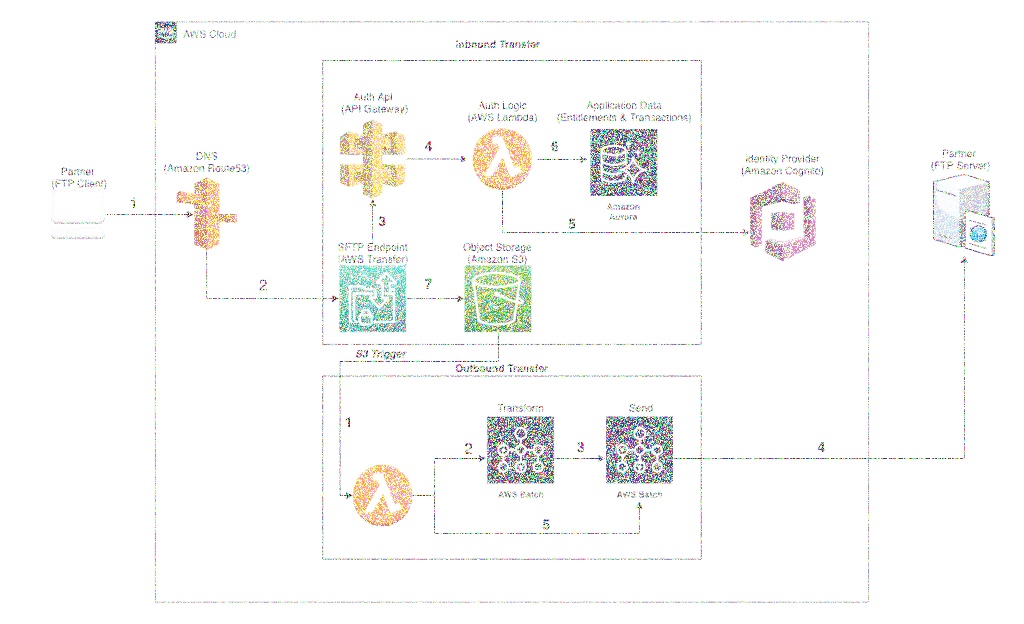 AWS Cloud
Inbound Transfer
Auth Api
(API Gateway)
Auth Logic
(AWS Lambda)
Application Data
(Entitlements & Transactions)
DNS
(Amazon Route53)
Partner
(FTP Client)
Identity Provider
(Amazon Cognito)
Partner
(FTP Server)
1
4
6
Amazon
Aurora
3
5
SFTP Endpoint
(AWS Transfer)
Object Storage
(Amazon S3)
2
7
S3 Trigger
Outbound Transfer
Transform
Send
1
2
3
4
AWS Batch
AWS Batch
5